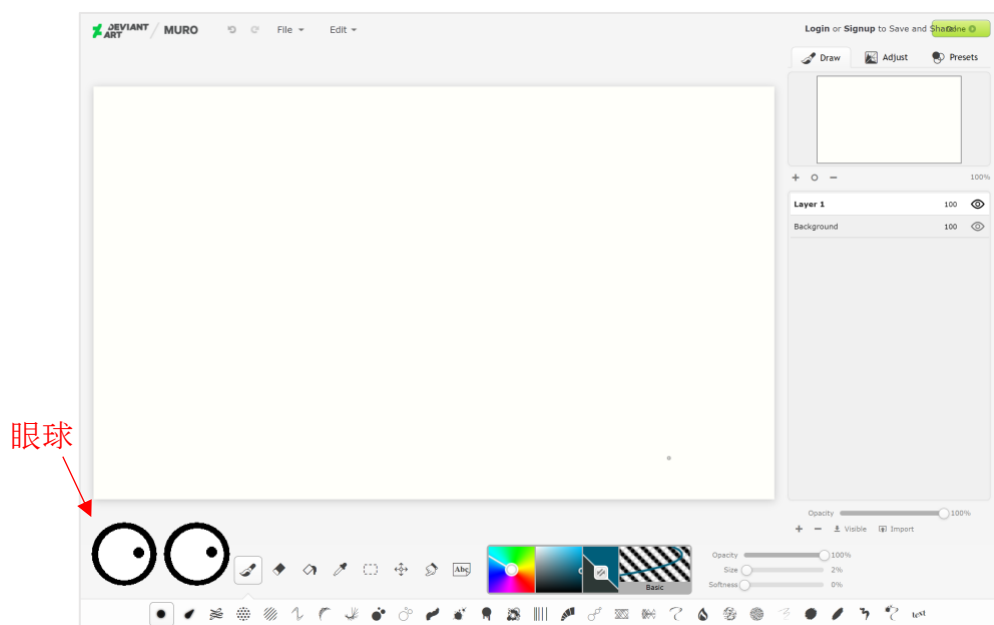 DEVIANT ART / MURO File Edit
Login or Signup to Save and Share
Draw Adjust Presets
100%
Layer 1 100
Background 100
眼球
Opacity 100%
Visible Import
Abc
Basic
Opacity 100%
Size 2%
Softness 0%
text